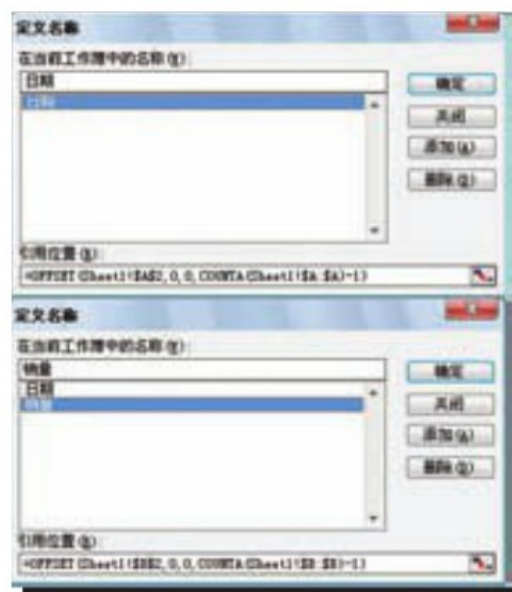 定义名称
在当前工作簿中的名称(W):
日期
确定
日期
关闭
添加(A)
删除(D)
引用位置(R):
=OFFSET(Sheet1!$A$2,0,0,COUNTA(Sheet1!$A:$A)-1)
定义名称
在当前工作簿中的名称(W):
销量
确定
日期
销量
关闭
添加(A)
删除(D)
引用位置(R):
=OFFSET(Sheet1!$B$2,0,0,COUNTA(Sheet1!$B:$B)-1)